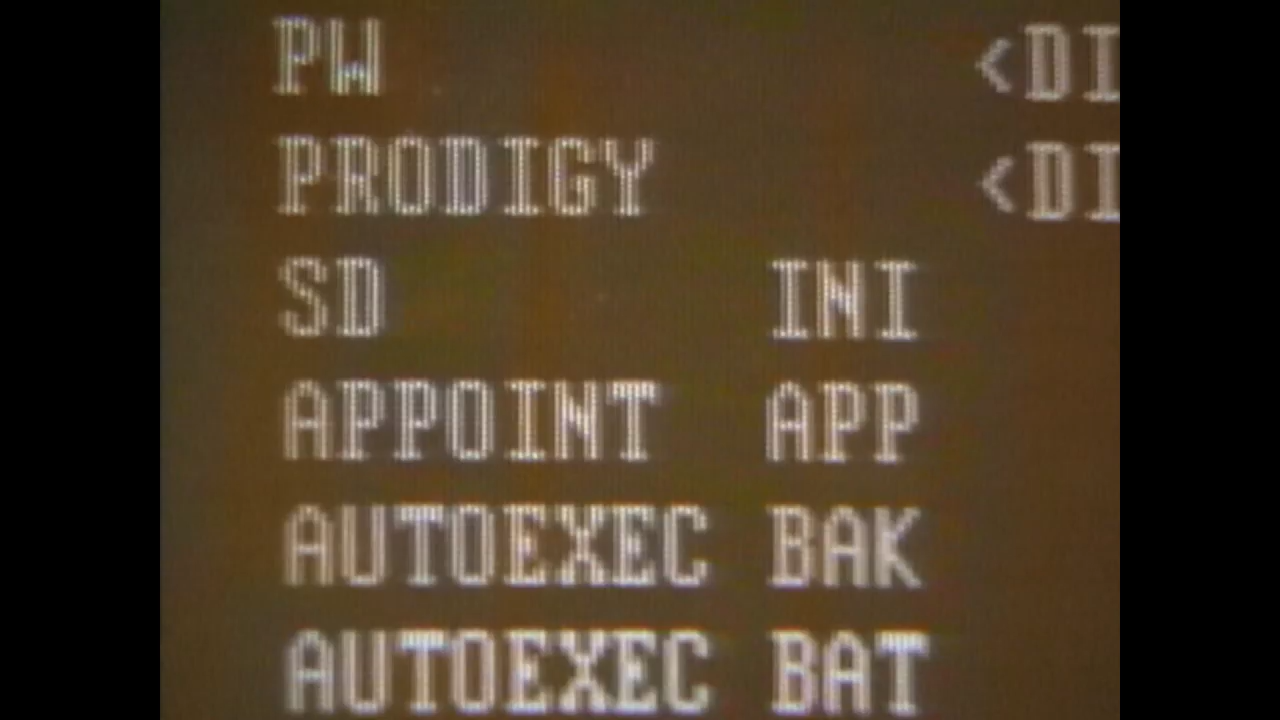 PW <DI
PRODIGY <DI
SD INI
APPOINT APP
AUTOEXEC BAK
AUTOEXEC BAT